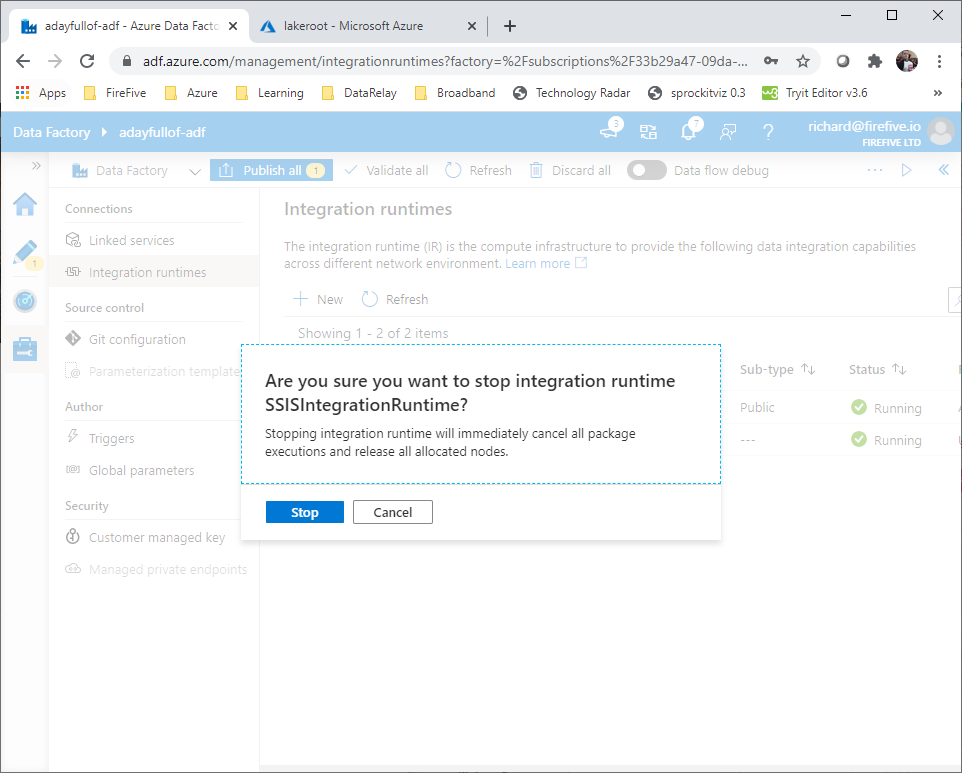 adayfullof-adf - Azure Data Facto
lakeroot - Microsoft Azure
adf.azure.com/management/integrationruntimes?factory=%2Fsubscriptions%2F33b29a47-09da-...
Apps FireFive Azure Learning DataRelay Broadband Technology Radar sprockitviz 0.3 Tryit Editor v3.6 »
Data Factory adayfullof-adf
3
7
richard@firefive.io
FIREFIVE LTD
Data Factory Publish all 1 Validate all Refresh Discard all Data flow debug ...
Connections
Linked services
Integration runtimes
Source control
Git configuration
Parameterization template
Author
Triggers
Global parameters
Security
Customer managed key
Managed private endpoints
1
Integration runtimes
The integration runtime (IR) is the compute infrastructure to provide the following data integration capabilities
across different network environment. Learn more
New Refresh
Showing 1 - 2 of 2 items
Sub-type Status
Public Running
--- Running
Are you sure you want to stop integration runtime
SSISIntegrationRuntime?
Stopping integration runtime will immediately cancel all package
executions and release all allocated nodes.
Stop Cancel